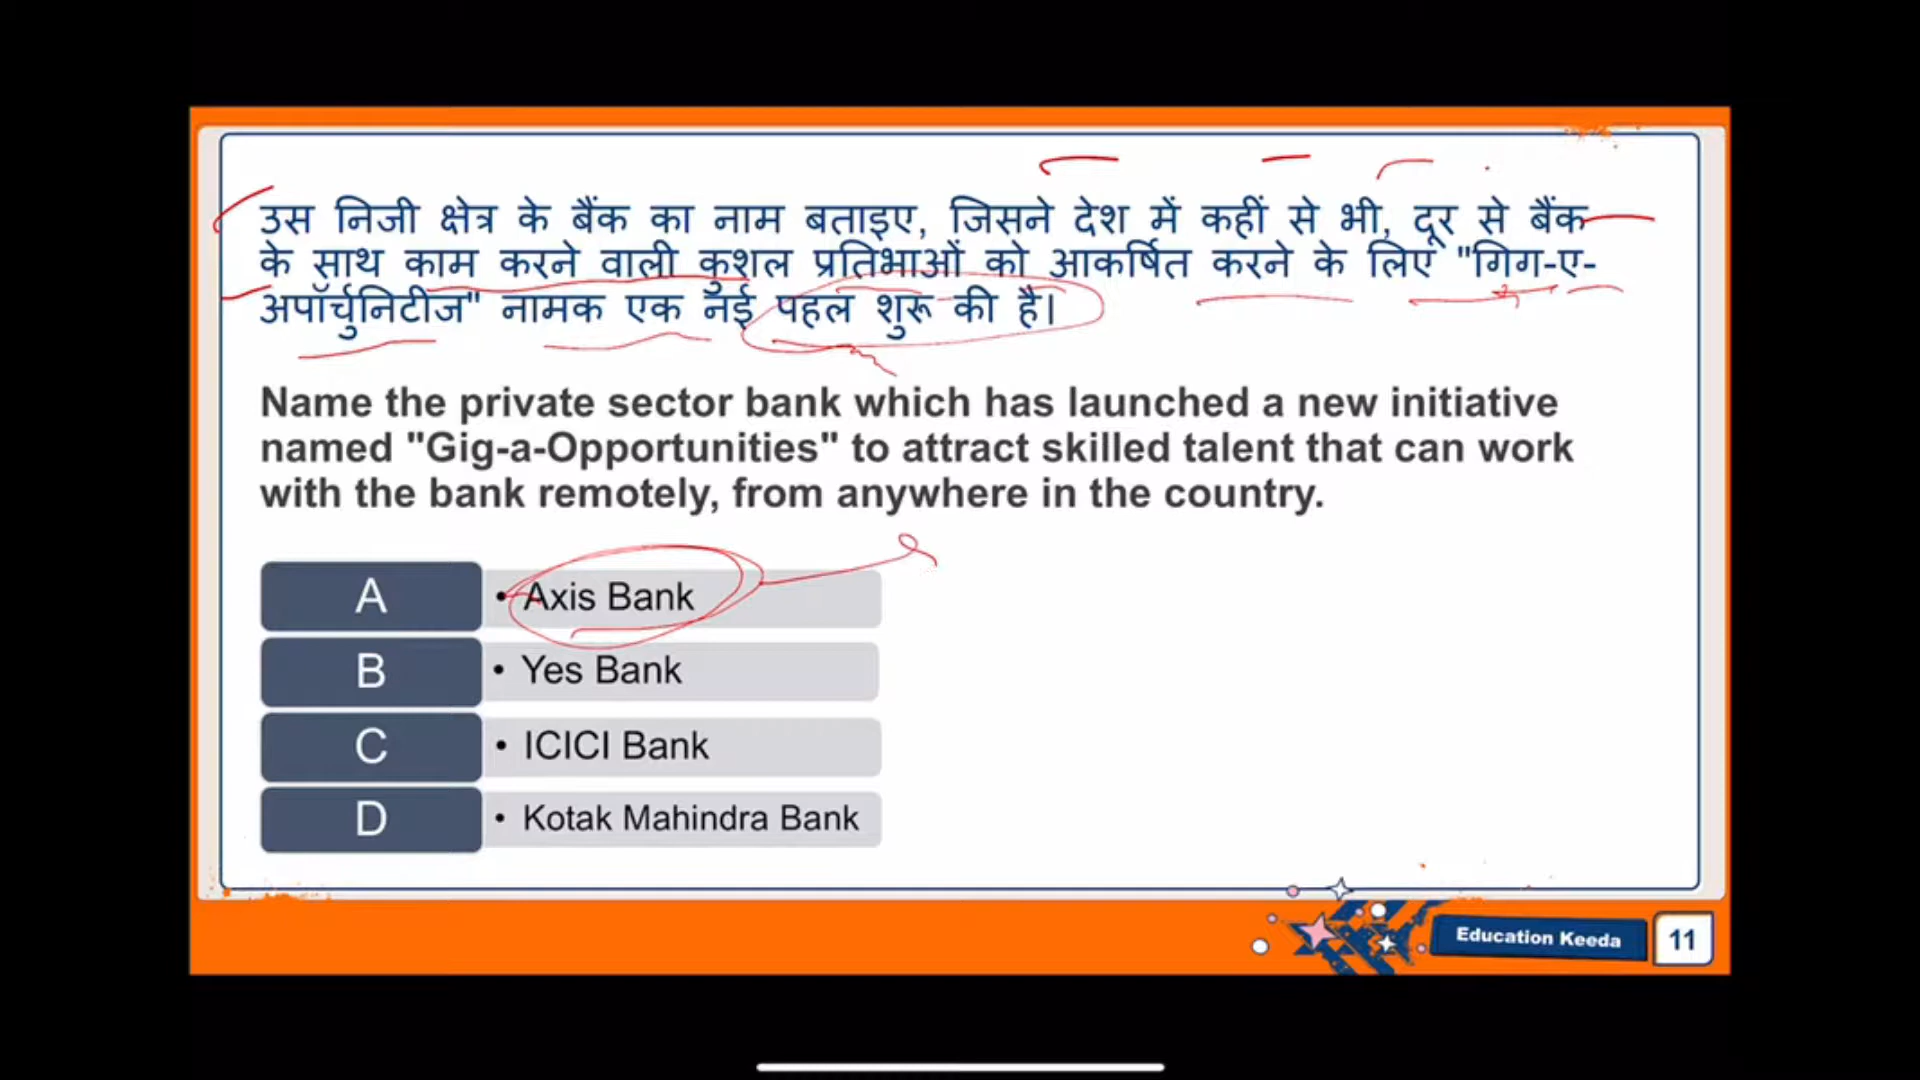 उस निजी क्षेत्र के बैंक का नाम बताइए, जिसने देश में कहीं से भी, दूर से बैंक
के साथ काम करने वाली कुशल प्रतिभाओं को आकर्षित करने के लिए "गिग-ए-
अपॉर्चुनिटीज" नामक एक नई पहल शुरू की है।
Name the private sector bank which has launched a new initiative
named "Gig-a-Opportunities" to attract skilled talent that can work
with the bank remotely, from anywhere in the country.
A • Axis Bank
B • Yes Bank
C • ICICI Bank
D • Kotak Mahindra Bank
Education Keeda 11